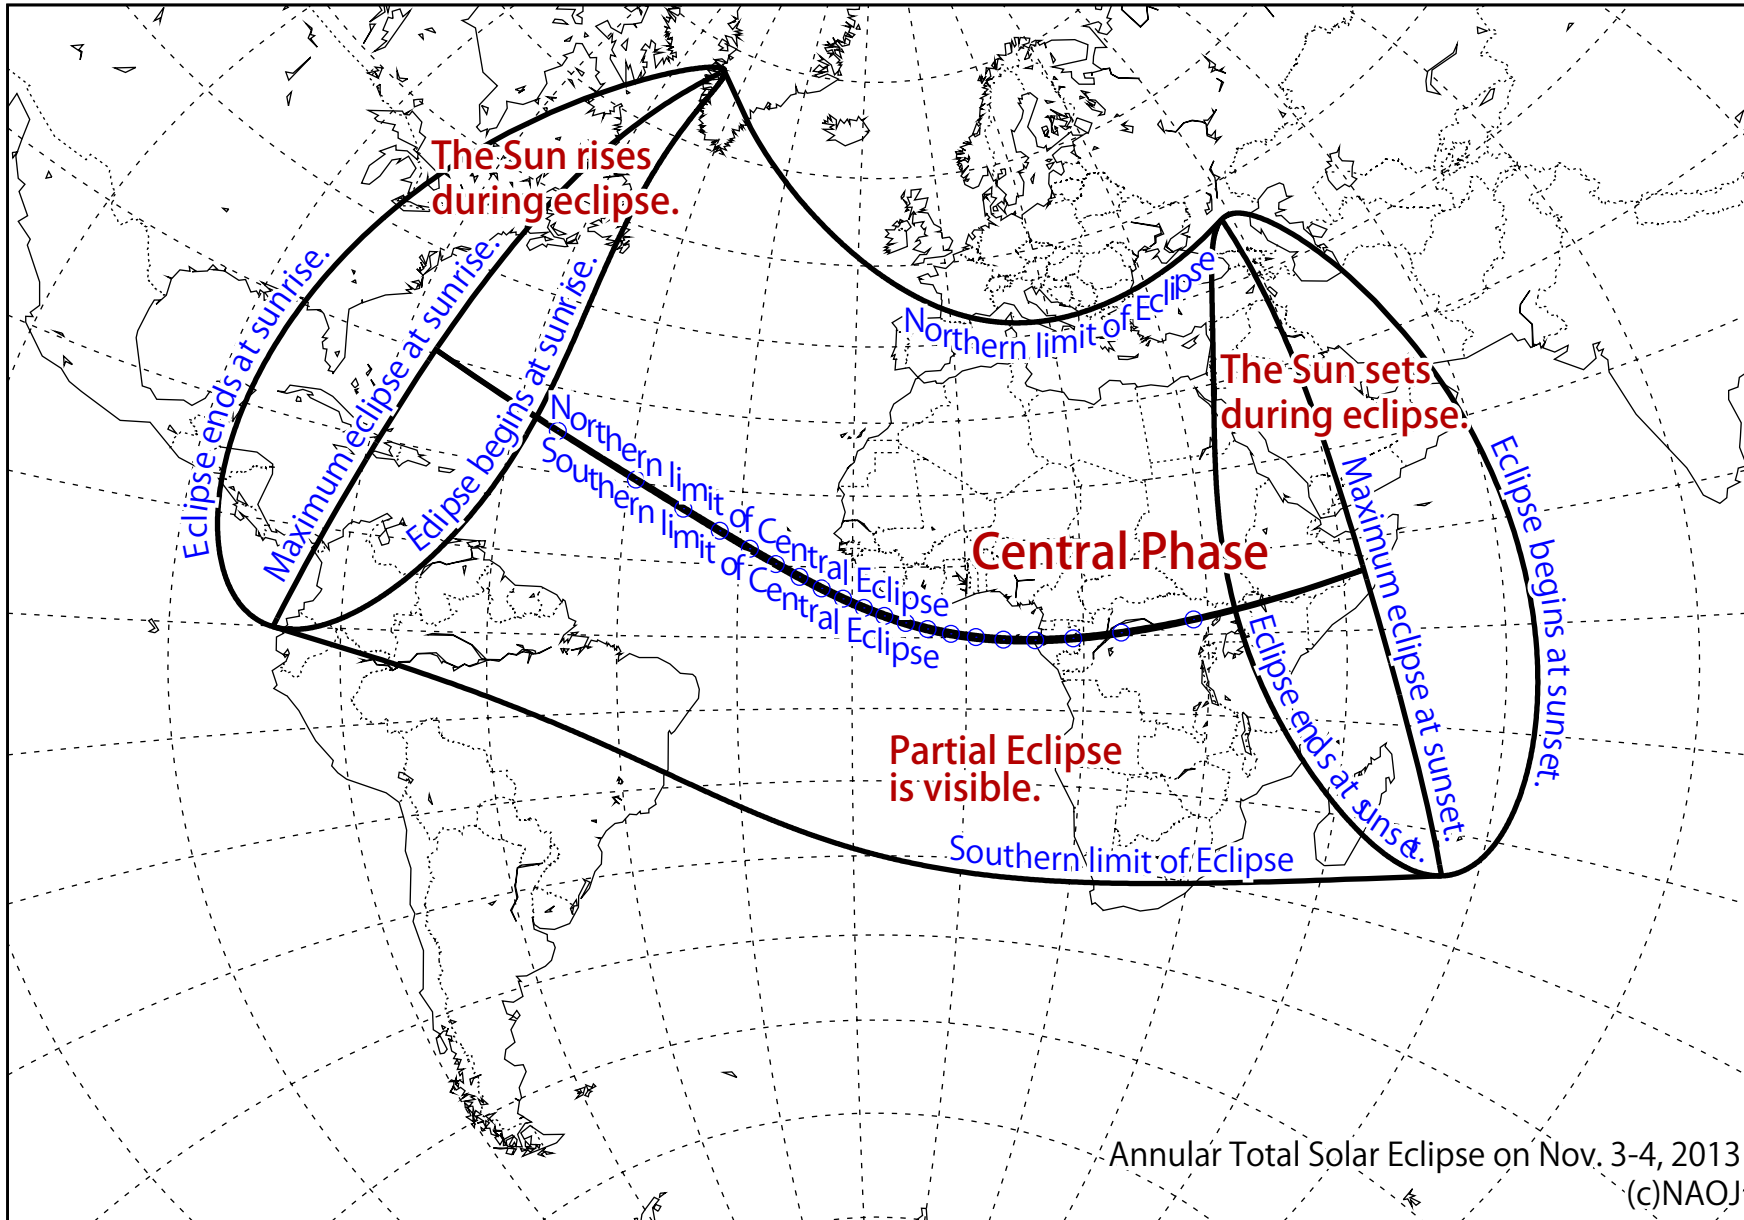 The Sun rises
during eclipse.
Eclipse ends at sunrise.
Maximum eclipse at sunrise.
Eclipse begins at sunrise.
Northern limit of Eclipse
The Sun sets
during eclipse.
Northern limit of Central Eclipse
Southern limit of Central Eclipse
Central Phase
Eclipse ends at sunset.
Maximum eclipse at sunset.
Eclipse begins at sunset.
Partial Eclipse
is visible.
Southern limit of Eclipse
Annular Total Solar Eclipse on Nov. 3-4, 2013
(c)NAOJ